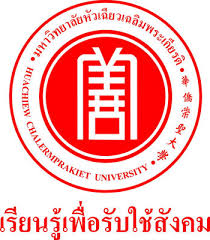 มหาวิทยาลัยหัวเฉียวเฉลิมพระเกียรติ
華僑崇聖大學
HUACHIEW CHALERMPRAKIET UNIVERSITY
เรียนรู้เพื่อรับใช้สังคม